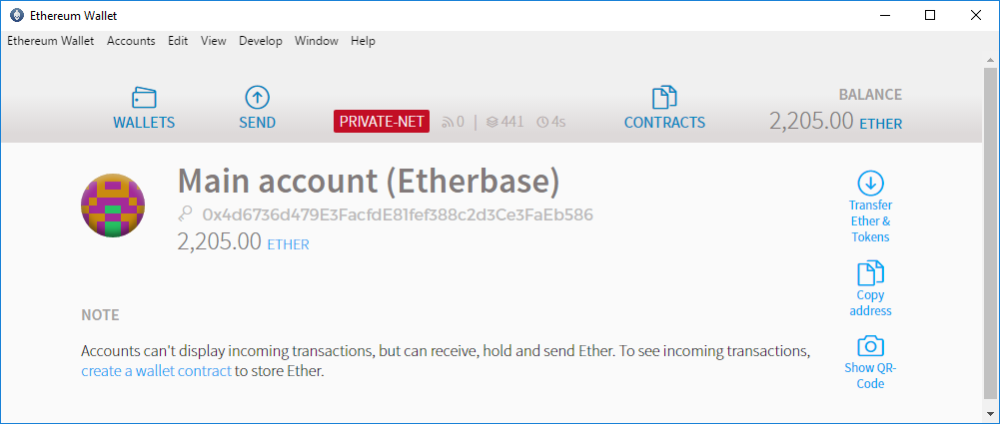 Ethereum Wallet
Ethereum Wallet Accounts Edit View Develop Window Help
WALLETS
SEND
PRIVATE-NET 0 | 441 4s
CONTRACTS
BALANCE
2,205.00 ETHER
Main account (Etherbase)
0x4d6736d479E3FacfdE81fef388c2d3Ce3FaEb586
2,205.00 ETHER
Transfer
Ether &
Tokens
Copy
address
Show QR-
Code
NOTE
Accounts can't display incoming transactions, but can receive, hold and send Ether. To see incoming transactions,
create a wallet contract to store Ether.